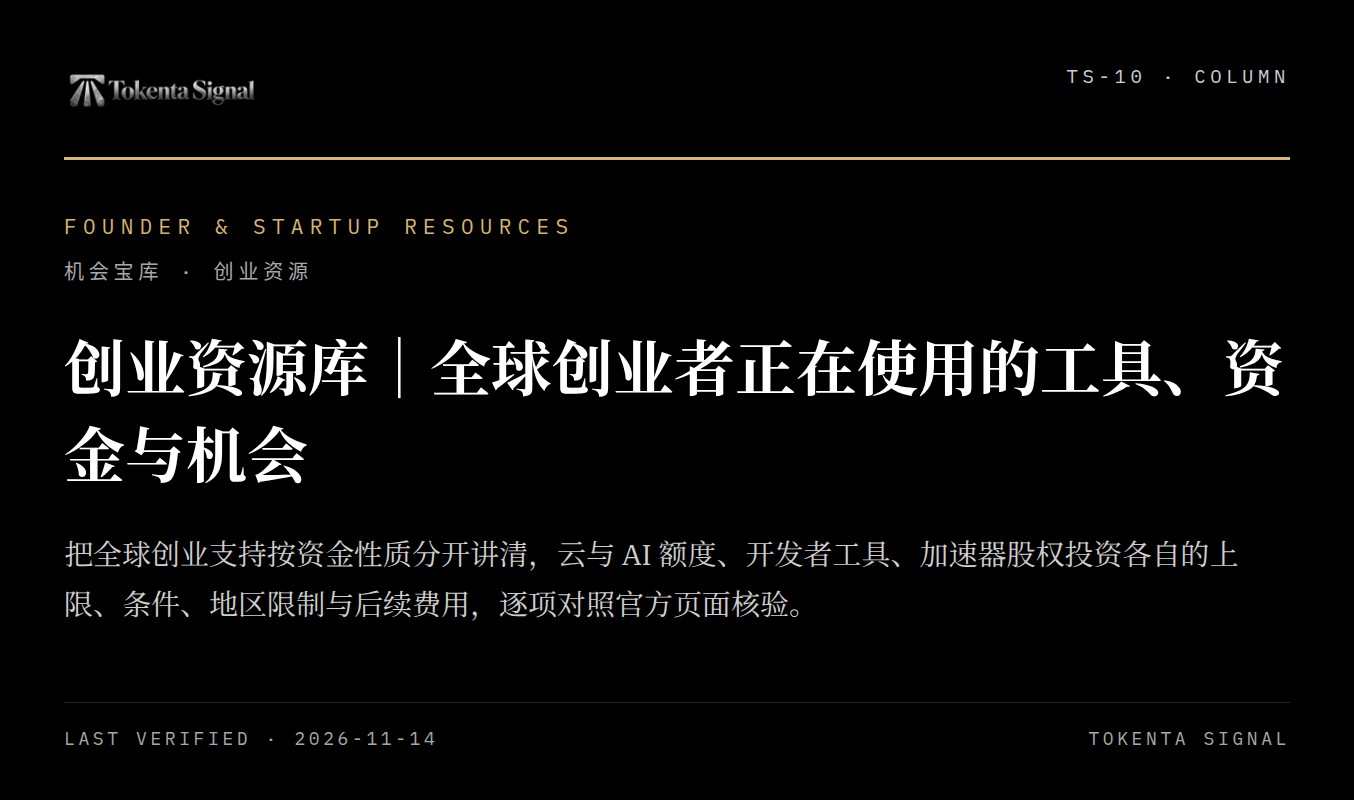 Tokenta Signal
TS-10 · COLUMN
FOUNDER & STARTUP RESOURCES
机会宝库 · 创业资源
创业资源库｜全球创业者正在使用的工具、资
金与机会
把全球创业支持按资金性质分开讲清，云与 AI 额度、开发者工具、加速器股权投资各自的上
限、条件、地区限制与后续费用，逐项对照官方页面核验。
LAST VERIFIED · 2026-11-14
TOKENTA SIGNAL